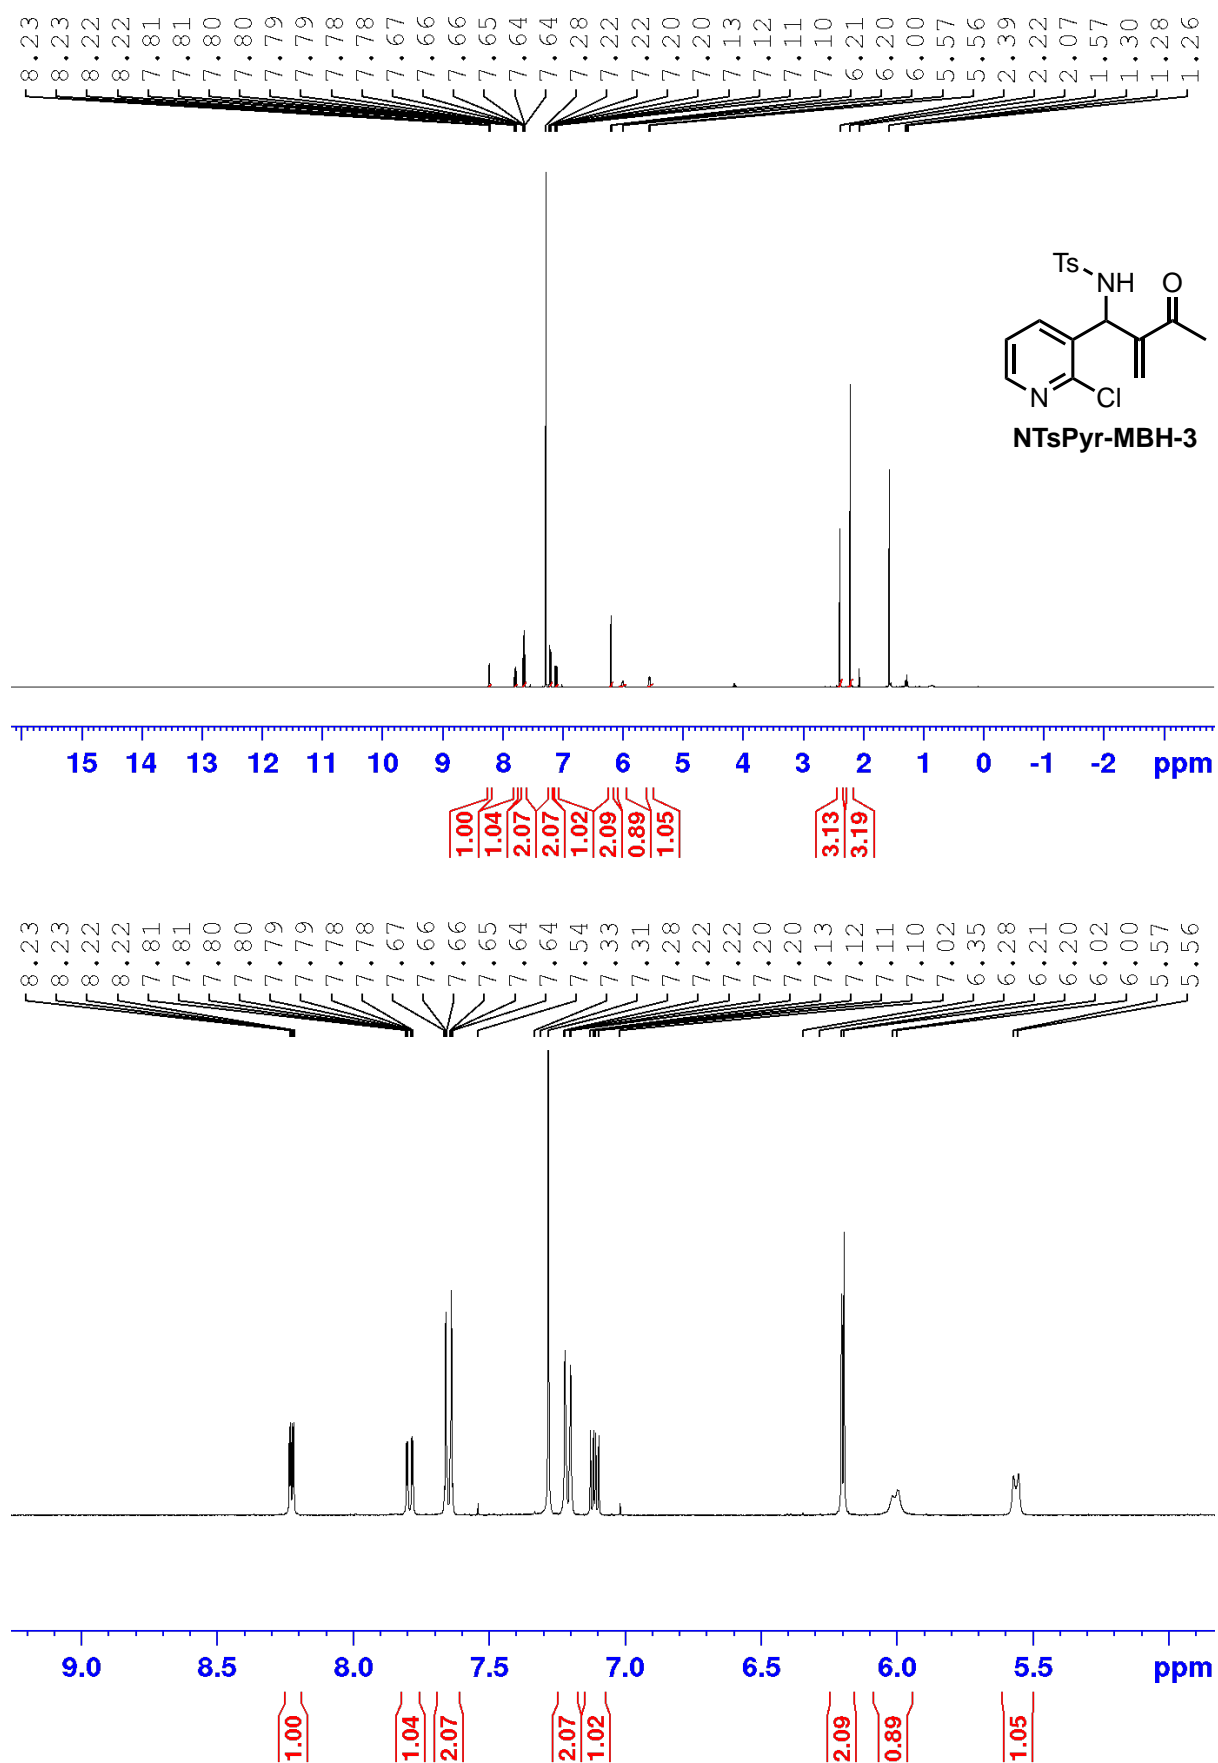 8.23 8.23 8.22 8.22 7.81 7.81 7.80 7.80 7.79 7.79 7.78 7.78 7.67 7.66 7.66 7.65 7.64 7.64 7.28 7.22 7.22 7.20 7.20 7.13 7.12 7.11 7.10 6.21 6.20 6.00 5.57 5.56 2.39 2.22 2.07 1.57 1.30 1.28 1.26
Ts
NH
O
N
Cl
NTsPyr-MBH-3
15 14 13 12 11 10 9 8 7 6 5 4 3 2 1 0 -1 -2 ppm
1.00 1.04 2.07 2.07 1.02 2.09 0.89 1.05 3.13 3.19
8.23 8.23 8.22 8.22 7.81 7.81 7.80 7.80 7.79 7.79 7.78 7.78 7.67 7.66 7.66 7.65 7.64 7.64 7.54 7.33 7.31 7.28 7.22 7.22 7.20 7.20 7.13 7.12 7.11 7.10 7.02 6.35 6.28 6.21 6.20 6.02 6.00 5.57 5.56
9.0 8.5 8.0 7.5 7.0 6.5 6.0 5.5 ppm
1.00 1.04 2.07 2.07 1.02 2.09 0.89 1.05